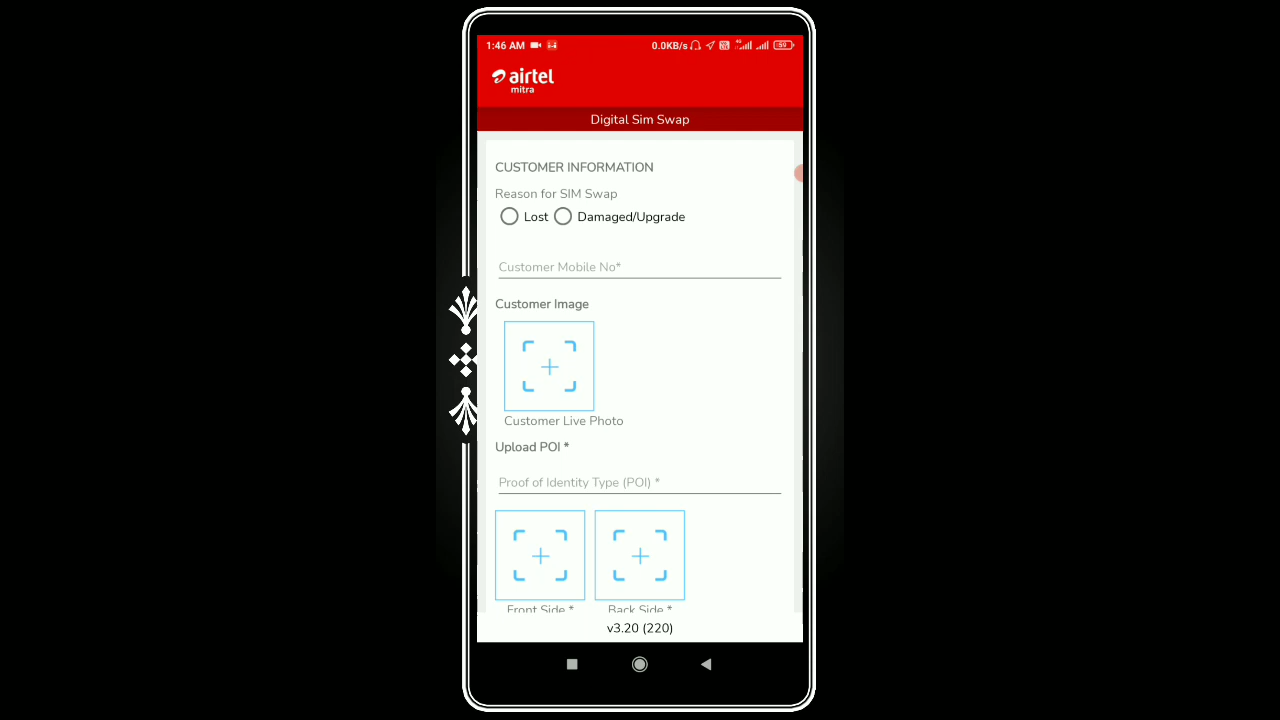 1:46 AM 0.0KB/s 4G 59
airtel
mitra
Digital Sim Swap
CUSTOMER INFORMATION
Reason for SIM Swap
Lost Damaged/Upgrade
Customer Mobile No*
Customer Image
Customer Live Photo
Upload POI *
Proof of Identity Type (POI) *
Front Side * Back Side *
v3.20 (220)